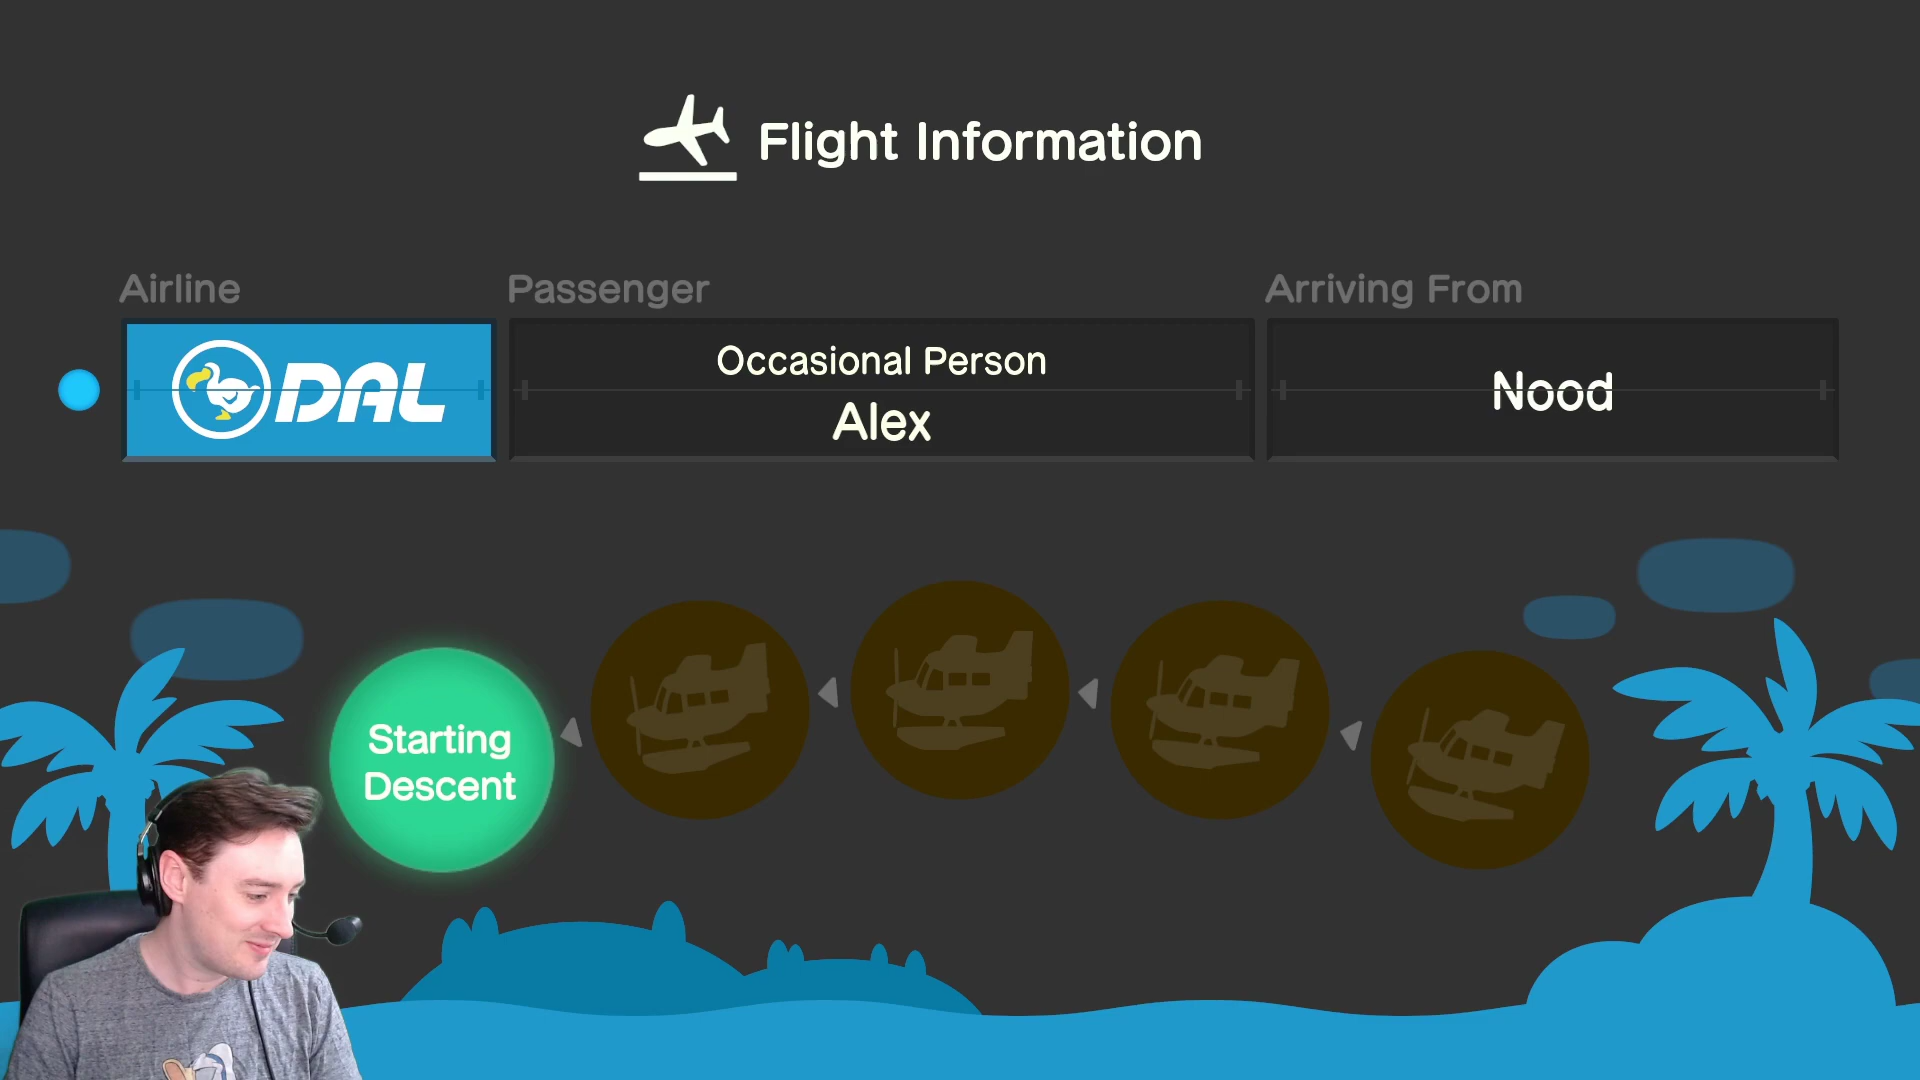 Flight Information
Airline
Passenger
Arriving From
DAL
Occasional Person
Alex
Nood
Starting
Descent